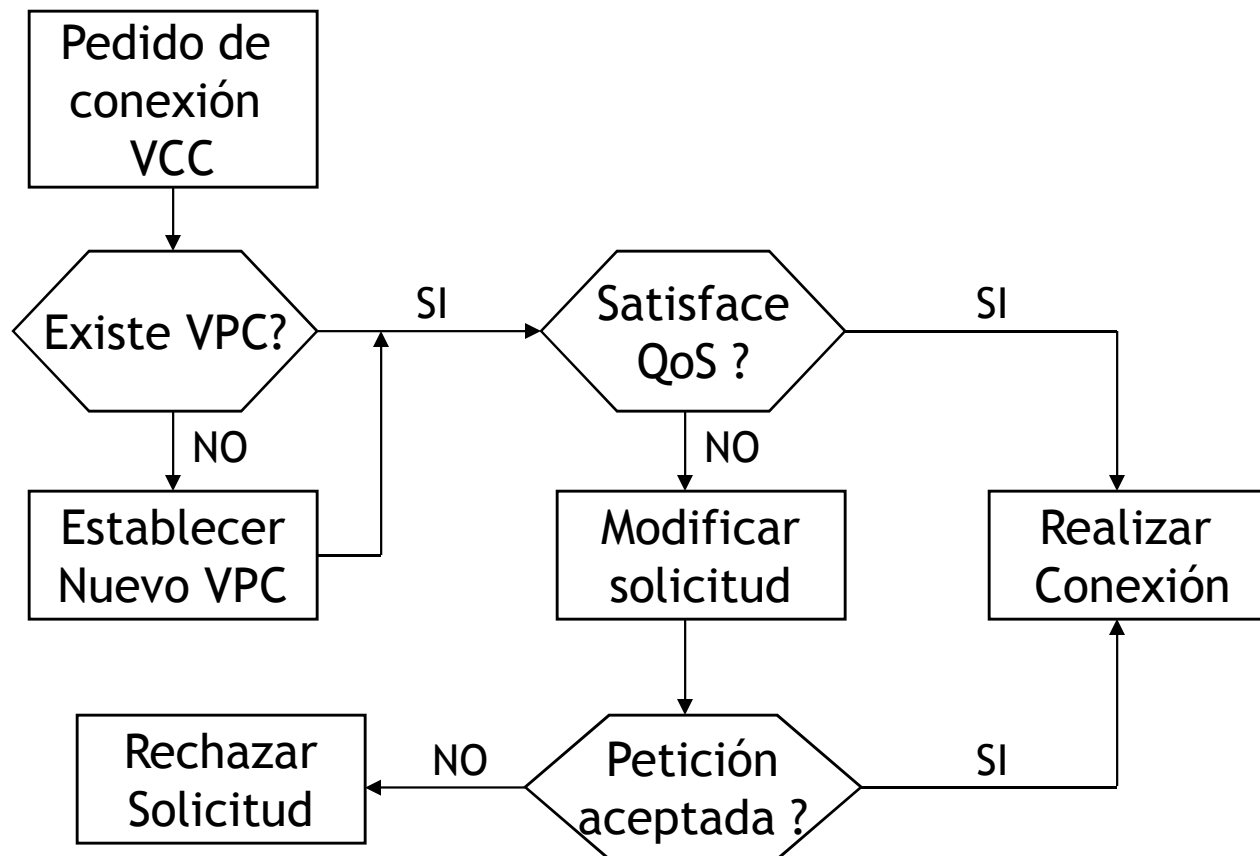 Pedido de
conexión
VCC
Existe VPC?
SI
Satisface
QoS ?
SI
NO
NO
Establecer
Nuevo VPC
Modificar
solicitud
Realizar
Conexión
Rechazar
Solicitud
NO
Petición
aceptada ?
SI